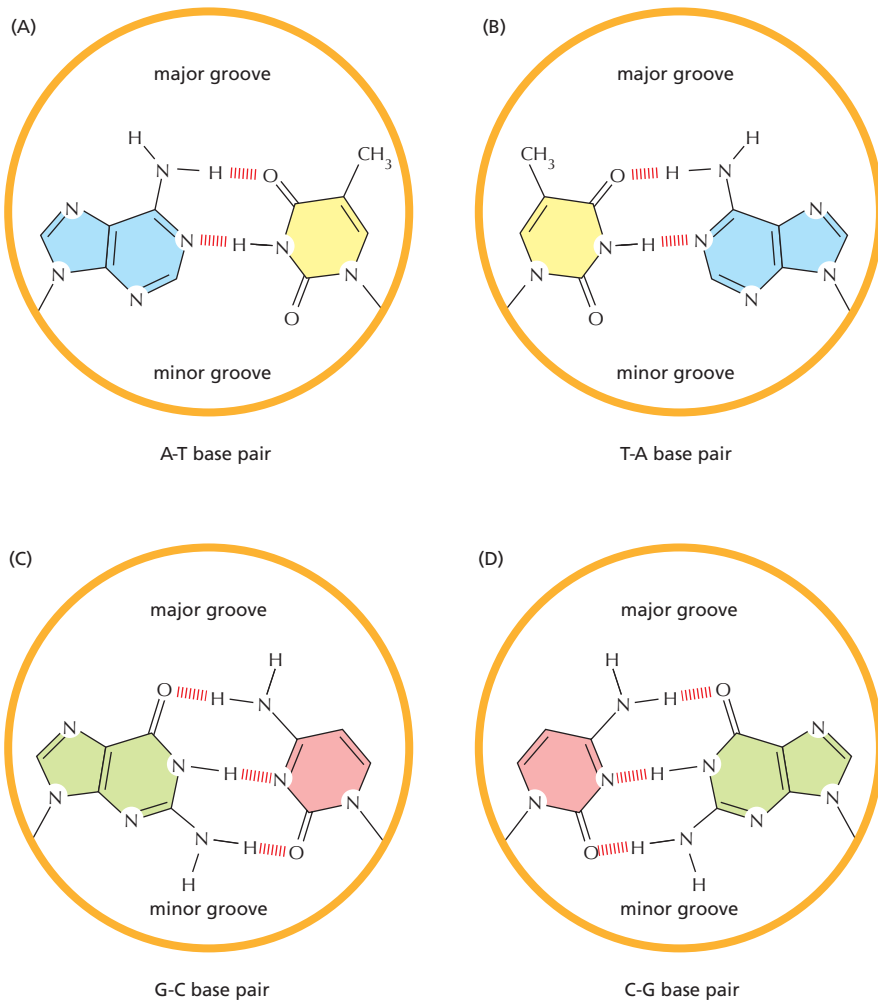 (A)
major groove
H
N H O CH3
N N H N
N N N
O
minor groove
A-T base pair
(B)
major groove
CH3 O H N H
N H N N
N N N
O
minor groove
T-A base pair
(C)
major groove
H
O H N
N N H N
N N N
N H O
H
minor groove
G-C base pair
(D)
major groove
H
N H O
N H N N
N N N
O H N
H
minor groove
C-G base pair